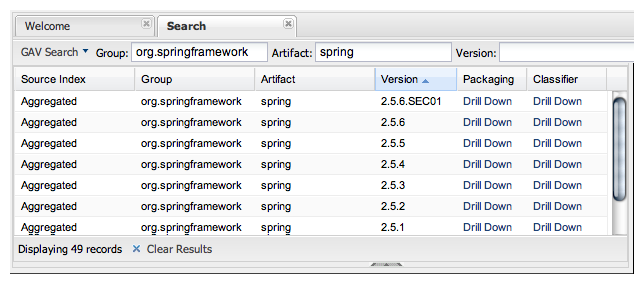 Welcome Search
GAV Search Group: org.springframework Artifact: spring Version:
Source Index Group Artifact Version Packaging Classifier
Aggregated org.springframework spring 2.5.6.SEC01 Drill Down Drill Down
Aggregated org.springframework spring 2.5.6 Drill Down Drill Down
Aggregated org.springframework spring 2.5.5 Drill Down Drill Down
Aggregated org.springframework spring 2.5.4 Drill Down Drill Down
Aggregated org.springframework spring 2.5.3 Drill Down Drill Down
Aggregated org.springframework spring 2.5.2 Drill Down Drill Down
Aggregated org.springframework spring 2.5.1 Drill Down Drill Down
Displaying 49 records Clear Results